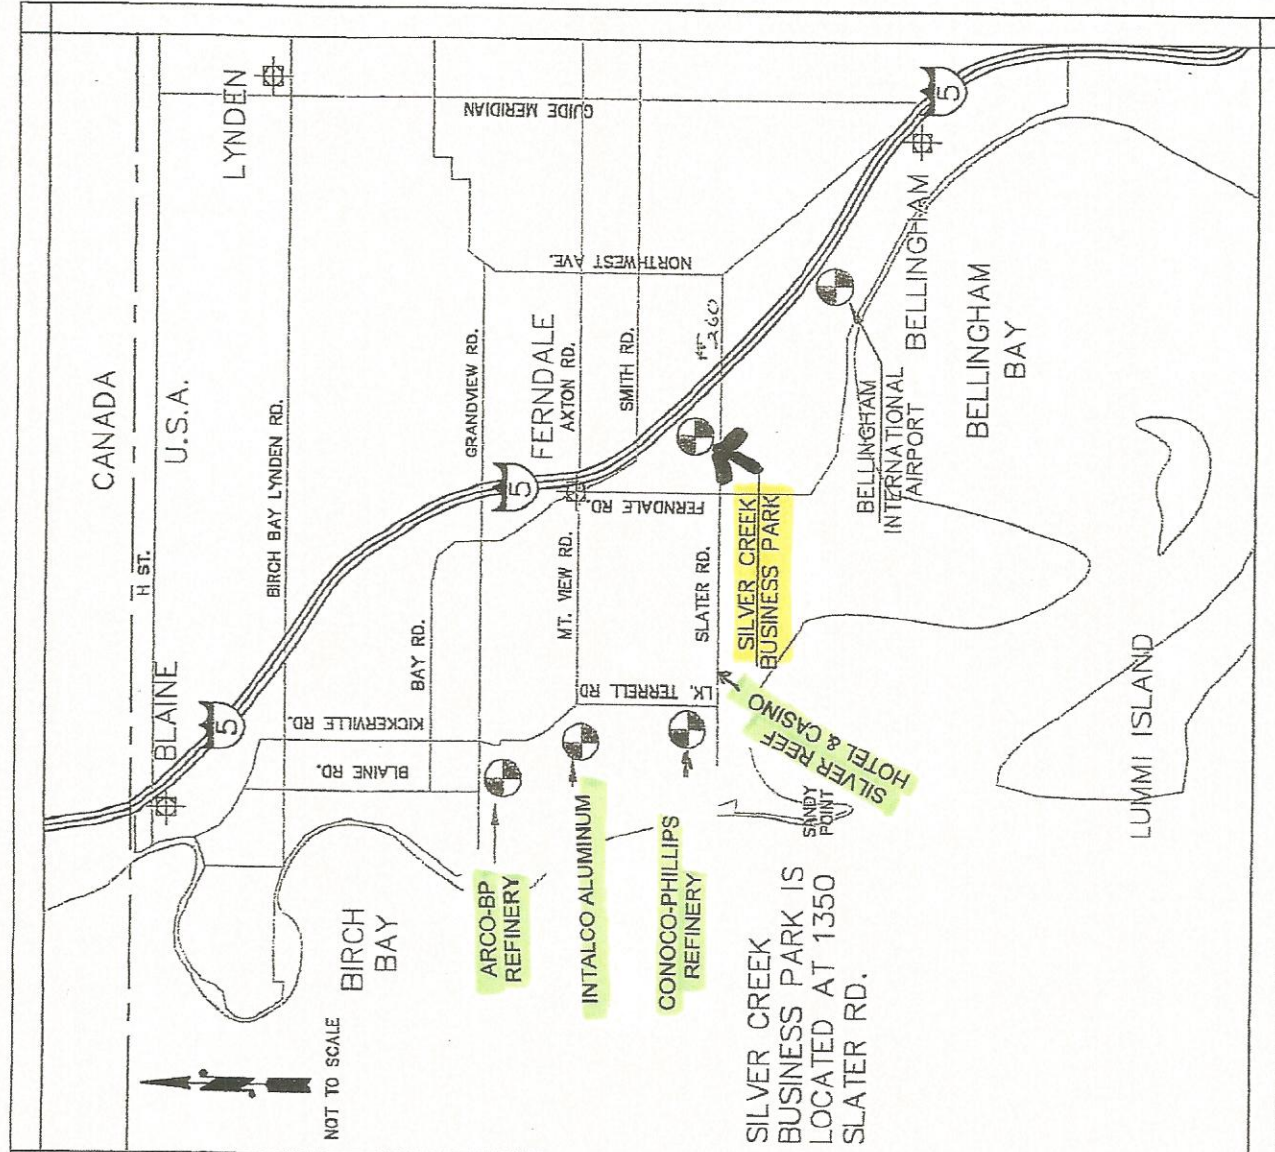 CANADA
H ST.
U.S.A.
LYNDEN
BLAINE
5
BIRCH BAY LYNDEN RD.
GUIDE MERIDIAN
KICKERVILLE RD.
BLAINE RD.
BAY RD.
BIRCH
BAY
NOT TO SCALE
GRANDVIEW RD.
5
FERNDALE
AXTON RD.
NORTHWEST AVE.
SMITH RD.
260
MT. VIEW RD.
FERNDALE RD.
SLATER RD.
LK. TERRELL RD
ARCO-BP
REFINERY
INTALCO ALUMINUM
CONOCO-PHILLIPS
REFINERY
SILVER CREEK
BUSINESS PARK
SILVER REEF
HOTEL & CASINO
SANDY
POINT
5
BELLINGHAM
BELLINGHAM
INTERNATIONAL
AIRPORT
BELLINGHAM
BAY
LUMMI ISLAND
SILVER CREEK
BUSINESS PARK IS
LOCATED AT 1350
SLATER RD.